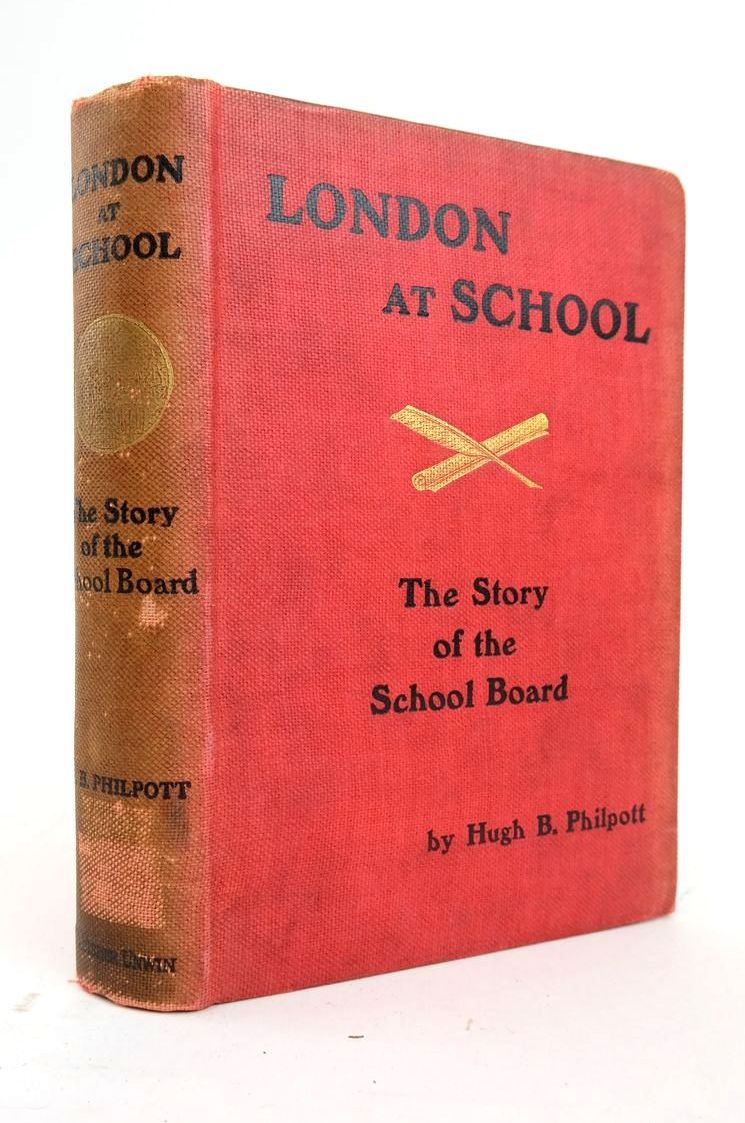 LONDON
AT
SCHOOL
The Story
of the
School Board
H. B. PHILPOTT
UNWIN
LONDON
AT SCHOOL
The Story
of the
School Board
by Hugh B. Philpott